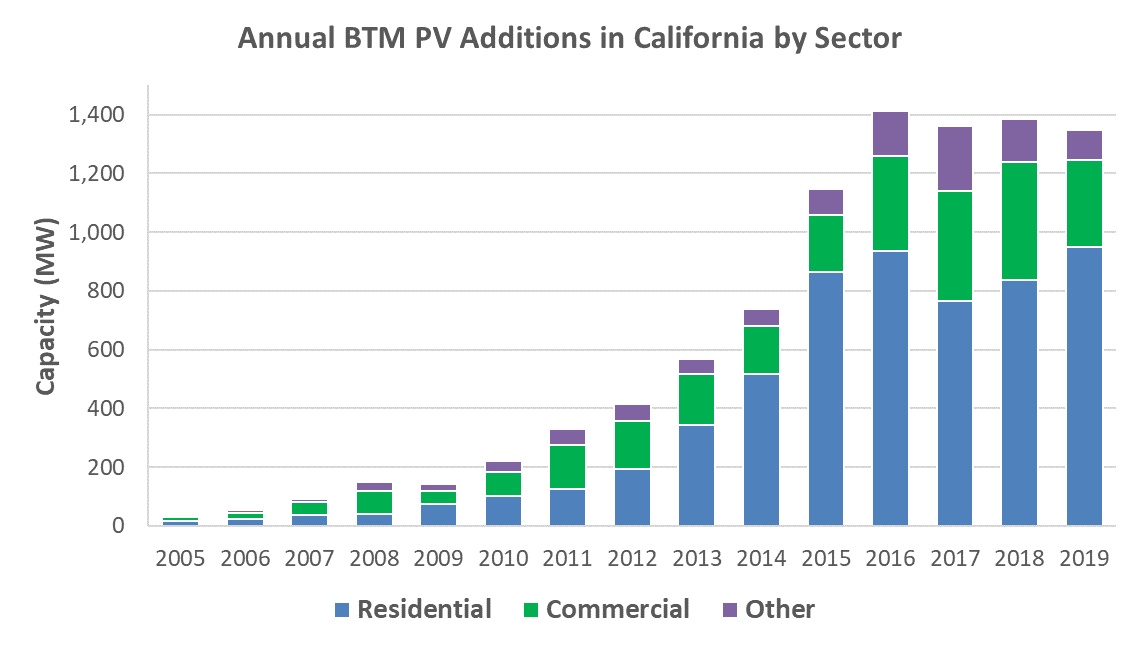 Annual BTM PV Additions in California by Sector
Capacity (MW)
1,400
1,200
1,000
800
600
400
200
0
2005 2006 2007 2008 2009 2010 2011 2012 2013 2014 2015 2016 2017 2018 2019
Residential Commercial Other